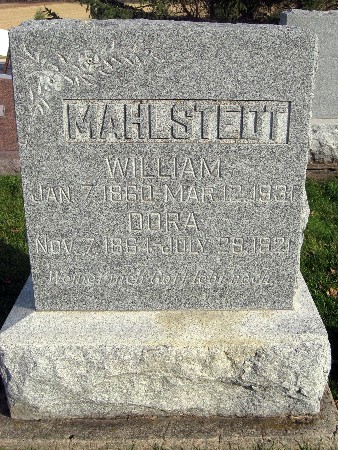 MAHLSTEDT
WILLIAM
JAN. 7. 1860-MAR. 12. 1931
DORA
NOV. 7. 1864-JULY 26. 1921